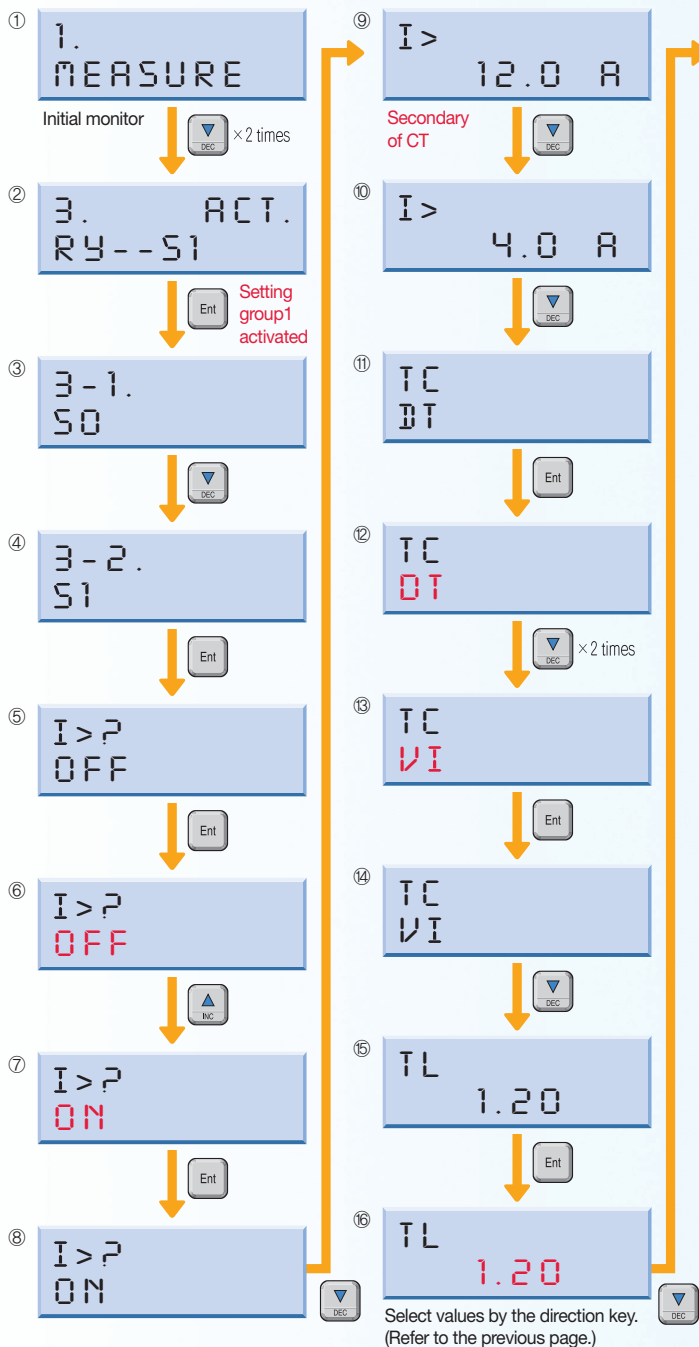 ①
1.
MEASURE
Initial monitor
DEC
×2 times
②
3. ACT.
RY--S1
Ent
Setting
group1
activated
③
3-1.
S0
DEC
④
3-2.
S1
Ent
⑤
I>?
OFF
Ent
⑥
I>?
OFF
INC
⑦
I>?
ON
Ent
⑧
I>?
ON
DEC
⑨
I>
12.0 A
Secondary
of CT
DEC
⑩
I>
4.0 A
DEC
⑪
TC
DT
Ent
⑫
TC
DT
DEC
×2 times
⑬
TC
VI
Ent
⑭
TC
VI
DEC
⑮
TL
1.20
Ent
⑯
TL
1.20
Select values by the direction key.
(Refer to the previous page.)
DEC